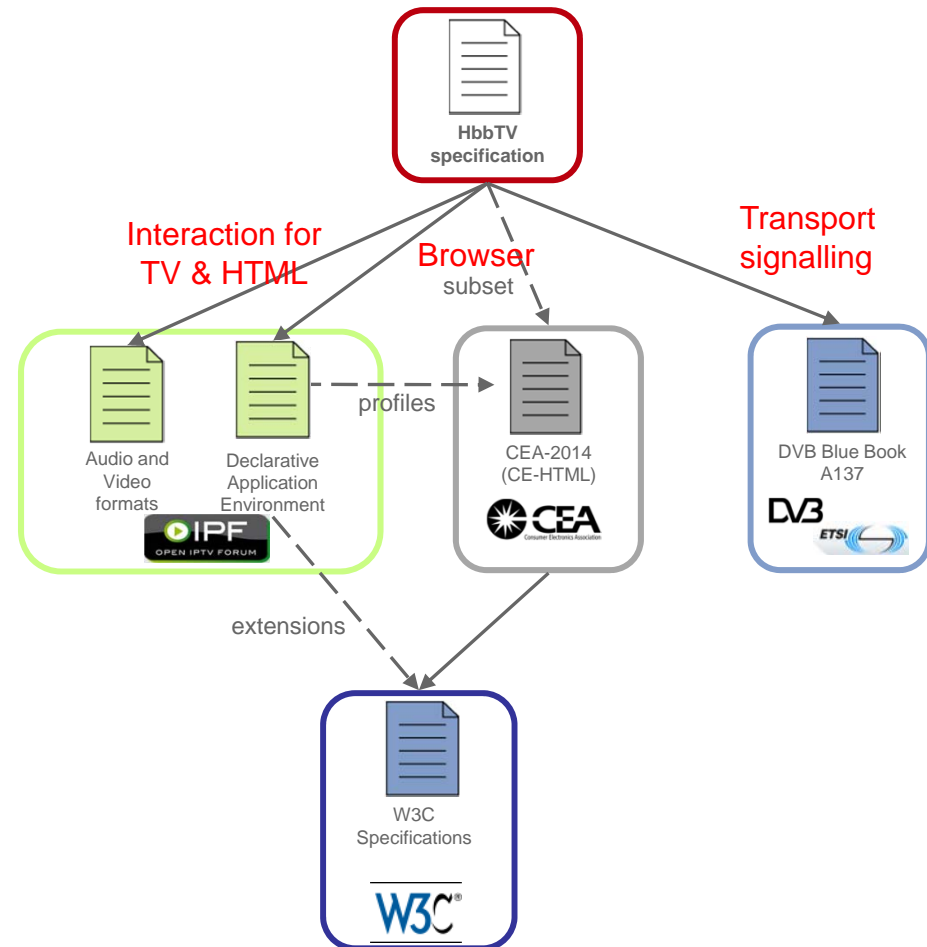 HbbTV
specification
Interaction for
TV & HTML
Browser
subset
Transport
signalling
profiles
Audio and
Video
formats
Declarative
Application
Environment
OIPF
OPEN IPTV FORUM
CEA-2014
(CE-HTML)
CEA
Consumer Electronics Association
DVB Blue Book
A137
DVB
ETSI
extensions
W3C
Specifications
W3C®